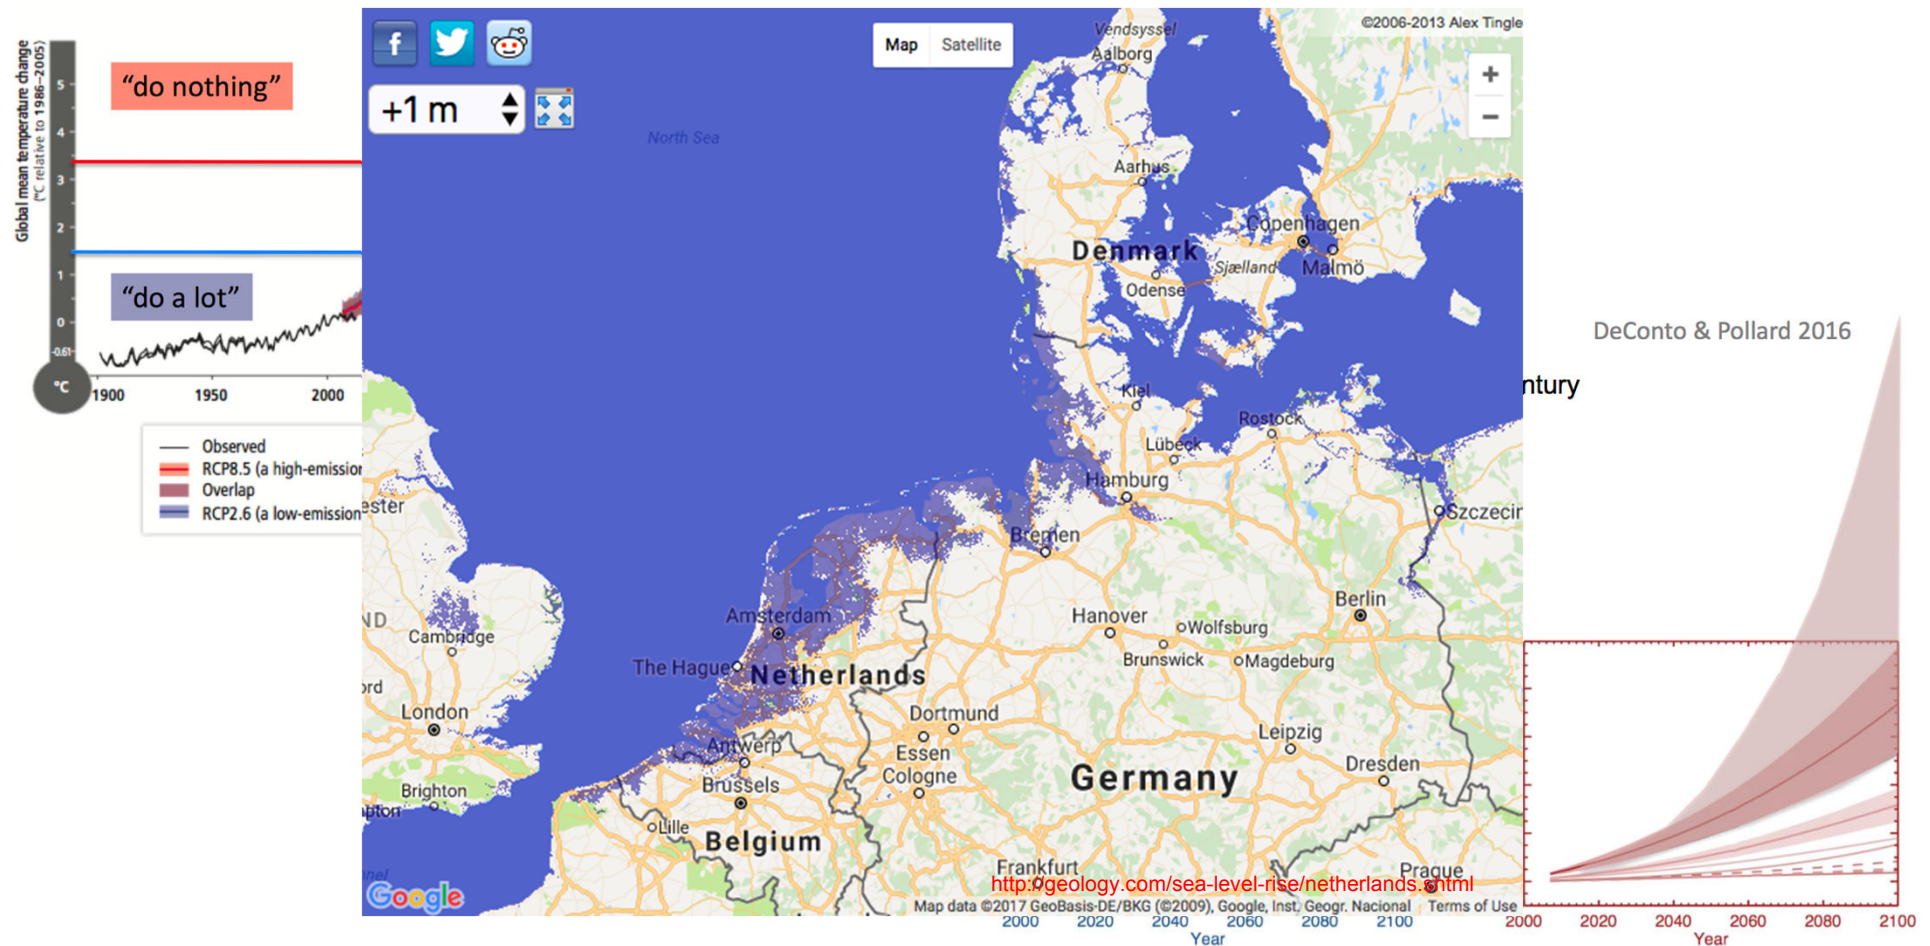 Global mean temperature change
(°C relative to 1986–2005)
5
4
3
2
1
0
-0.61
°C
"do nothing"
"do a lot"
1900
1950
2000
Observed
RCP8.5 (a high-emission
Overlap
RCP2.6 (a low-emission
+1 m
Map
Satellite
©2006-2013 Alex Tingle
+
−
North Sea
Vendsyssel
Aalborg
Aarhus
Copenhagen
Denmark
Sjælland
Malmö
Odense
Kiel
Rostock
Lübeck
Hamburg
Szczecin
Bremen
ester
ND
Cambridge
Amsterdam
Hanover
Wolfsburg
Berlin
The Hague
Netherlands
Brunswick
Magdeburg
ord
London
Dortmund
Essen
Leipzig
Antwerp
Cologne
Dresden
Brighton
Brussels
Germany
pton
Lille
Belgium
Frankfurt
Prague
nnel
Google
http://geology.com/sea-level-rise/netherlands.shtml
Map data ©2017 GeoBasis-DE/BKG (©2009), Google, Inst. Geogr. Nacional
Terms of Use
2000
2020
2040
2060
2080
2100
Year
DeConto & Pollard 2016
ntury
2000
2020
2040
2060
2080
2100
Year